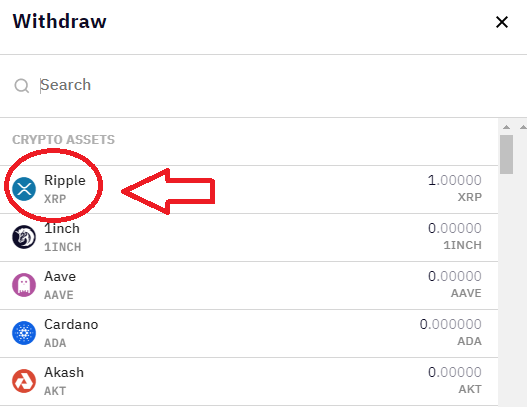 Withdraw
Search
CRYPTO ASSETS
Ripple 1.00000
XRP XRP
1inch 0.00000
1INCH 1INCH
Aave 0.00000
AAVE AAVE
Cardano 0.000000
ADA ADA
Akash 0.00000
AKT AKT